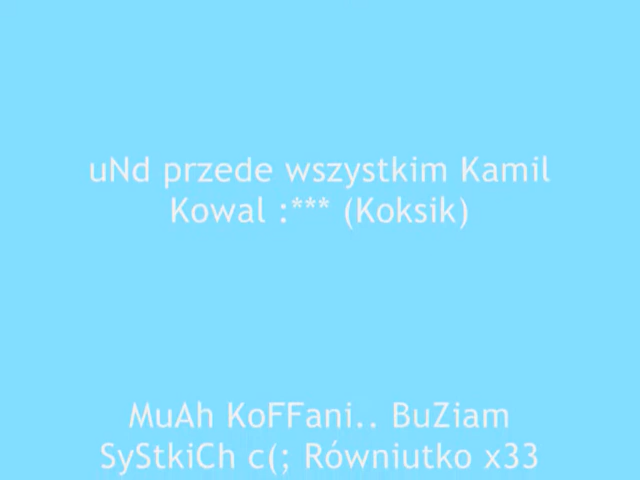 uNd przede wszystkim Kamil
Kowal :*** (Koksik)
MuAh KoFFani.. BuZiam
SyStkiCh c(; Równiutko x33